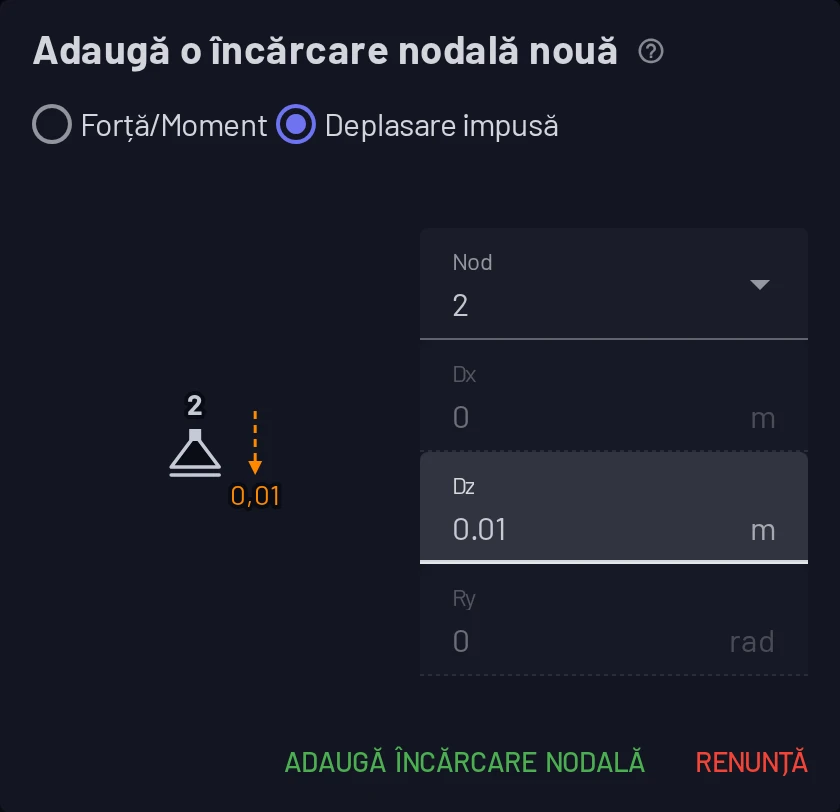 Adaugă o încărcare nodală nouă
Forță/Moment Deplasare impusă
Nod
2
Dx
0 m
2
0,01
Dz
0.01 m
Ry
0 rad
ADAUGĂ ÎNCĂRCARE NODALĂ RENUNȚĂ